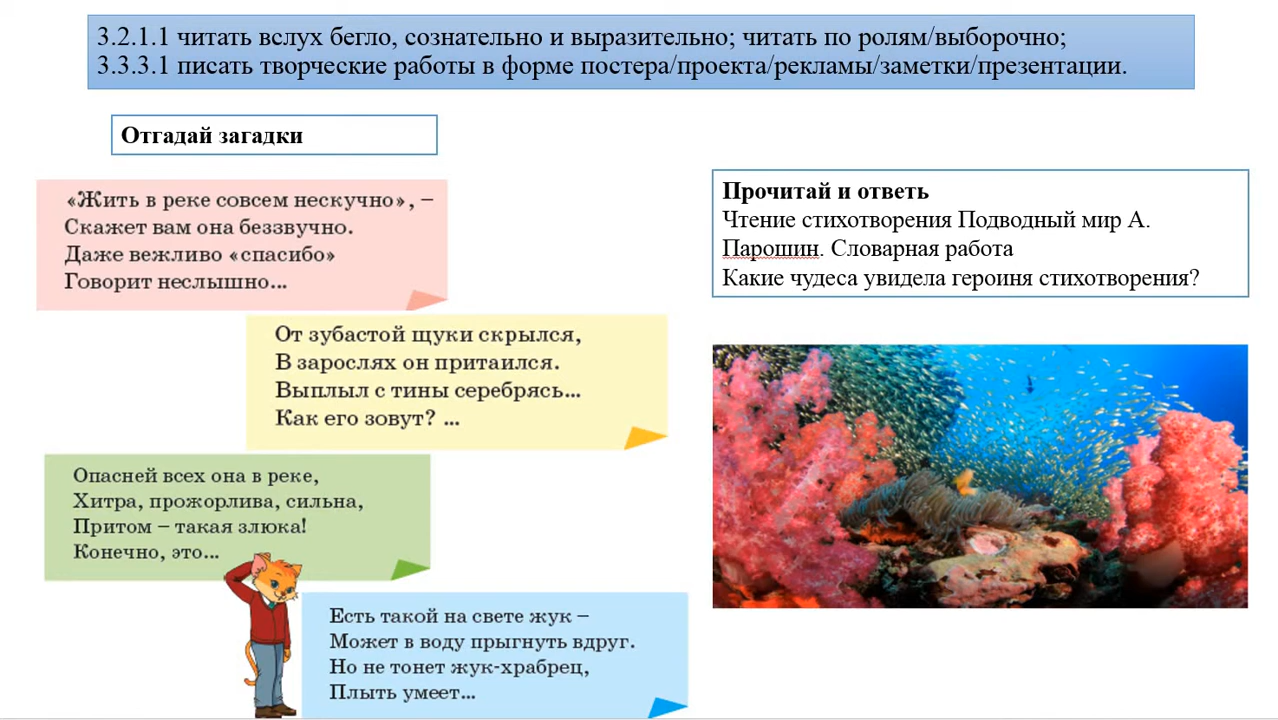 3.2.1.1 читать вслух бегло, сознательно и выразительно; читать по ролям/выборочно;
3.3.3.1 писать творческие работы в форме постера/проекта/рекламы/заметки/презентации.
Отгадай загадки
«Жить в реке совсем нескучно», –
Скажет вам она беззвучно.
Даже вежливо «спасибо»
Говорит неслышно...
От зубастой щуки скрылся,
В зарослях он притаился.
Выплыл с тины серебрясь...
Как его зовут? ...
Опасней всех она в реке,
Хитра, прожорлива, сильна,
Притом – такая злюка!
Конечно, это...
Есть такой на свете жук –
Может в воду прыгнуть вдруг.
Но не тонет жук-храбрец,
Плыть умеет...
Прочитай и ответь
Чтение стихотворения Подводный мир А.
Парошин. Словарная работа
Какие чудеса увидела героиня стихотворения?